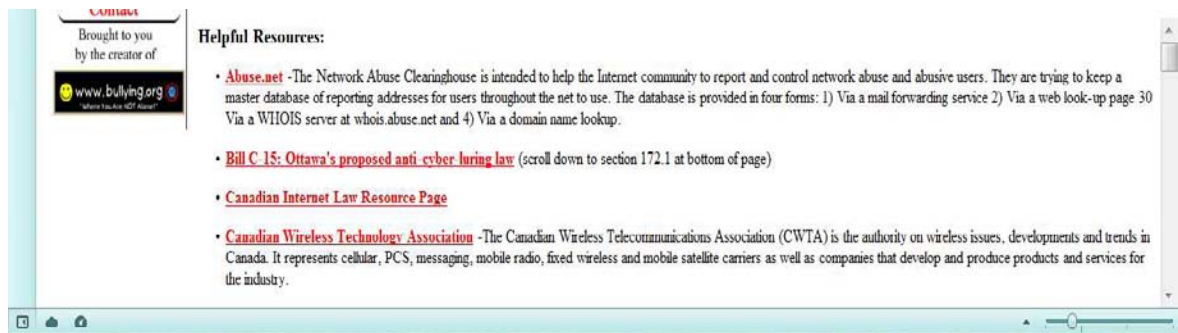 Contact
Brought to you
by the creator of
www.bullying.org
"Where You Are NOT Alone!"
Helpful Resources:
• Abuse.net -The Network Abuse Clearinghouse is intended to help the Internet community to report and control network abuse and abusive users. They are trying to keep a
master database of reporting addresses for users throughout the net to use. The database is provided in four forms: 1) Via a mail forwarding service 2) Via a web look-up page 30
Via a WHOIS server at whois.abuse.net and 4) Via a domain name lookup.
• Bill C-15: Ottawa's proposed anti-cyber-luring law (scroll down to section 172.1 at bottom of page)
• Canadian Internet Law Resource Page
• Canadian Wireless Technology Association -The Canadian Wireless Telecommunications Association (CWTA) is the authority on wireless issues, developments and trends in
Canada. It represents cellular, PCS, messaging, mobile radio, fixed wireless and mobile satellite carriers as well as companies that develop and produce products and services for
the industry.